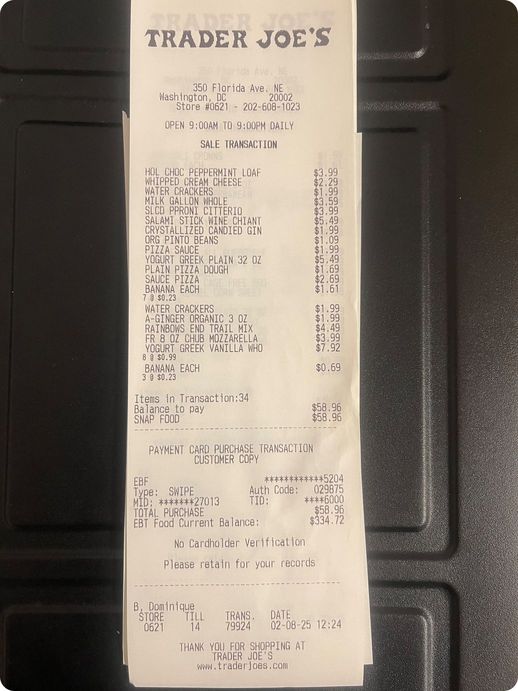 TRADER JOE'S
350 Florida Ave. NE
Washington, DC 20002
Store #0621 - 202-608-1023
OPEN 9:00AM TO 9:00PM DAILY
SALE TRANSACTION
HOL CHOC PEPPERMINT LOAF $3.99
WHIPPED CREAM CHEESE $2.29
WATER CRACKERS $1.99
MILK GALLON WHOLE $3.59
SLCD PPRONI CITTERIO $3.99
SALAMI STICK WINE-CHIANT $5.49
CRYSTALLIZED CANDIED GIN $1.99
ORG PINTO BEANS $1.09
PIZZA SAUCE $1.99
YOGURT GREEK PLAIN 32 OZ $5.49
PLAIN PIZZA DOUGH $1.69
SAUCE PIZZA $2.69
BANANA EACH $1.61
7 @ $0.23
WATER CRACKERS $1.99
A-GINGER ORGANIC 3 OZ $1.99
RAINBOWS END TRAIL MIX $4.49
FR 8 OZ CHUB MOZZARELLA $3.99
YOGURT GREEK VANILLA WHO $7.92
8 @ $0.99
BANANA EACH $0.69
3 @ $0.23
Items in Transaction:34
Balance to pay $58.96
SNAP FOOD $58.96
PAYMENT CARD PURCHASE TRANSACTION
CUSTOMER COPY
EBF ************5204
Type: SWIPE Auth Code: 029875
MID: *******27013 TID: ****6000
TOTAL PURCHASE $58.96
EBT Food Current Balance: $334.72
No Cardholder Verification
Please retain for your records
B, Dominique
STORE TILL TRANS. DATE
0621 14 79924 02-08-25 12:24
THANK YOU FOR SHOPPING AT
TRADER JOE'S
www.traderjoes.com